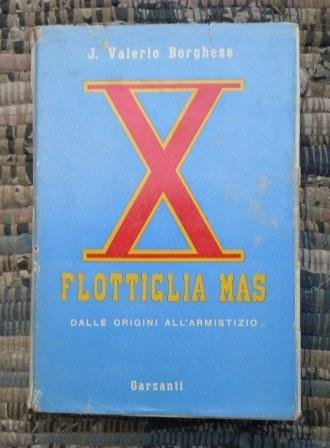 J. Valerio Borghese
X
FLOTTIGLIA MAS
DALLE ORIGINI ALL'ARMISTIZIO
Garzanti